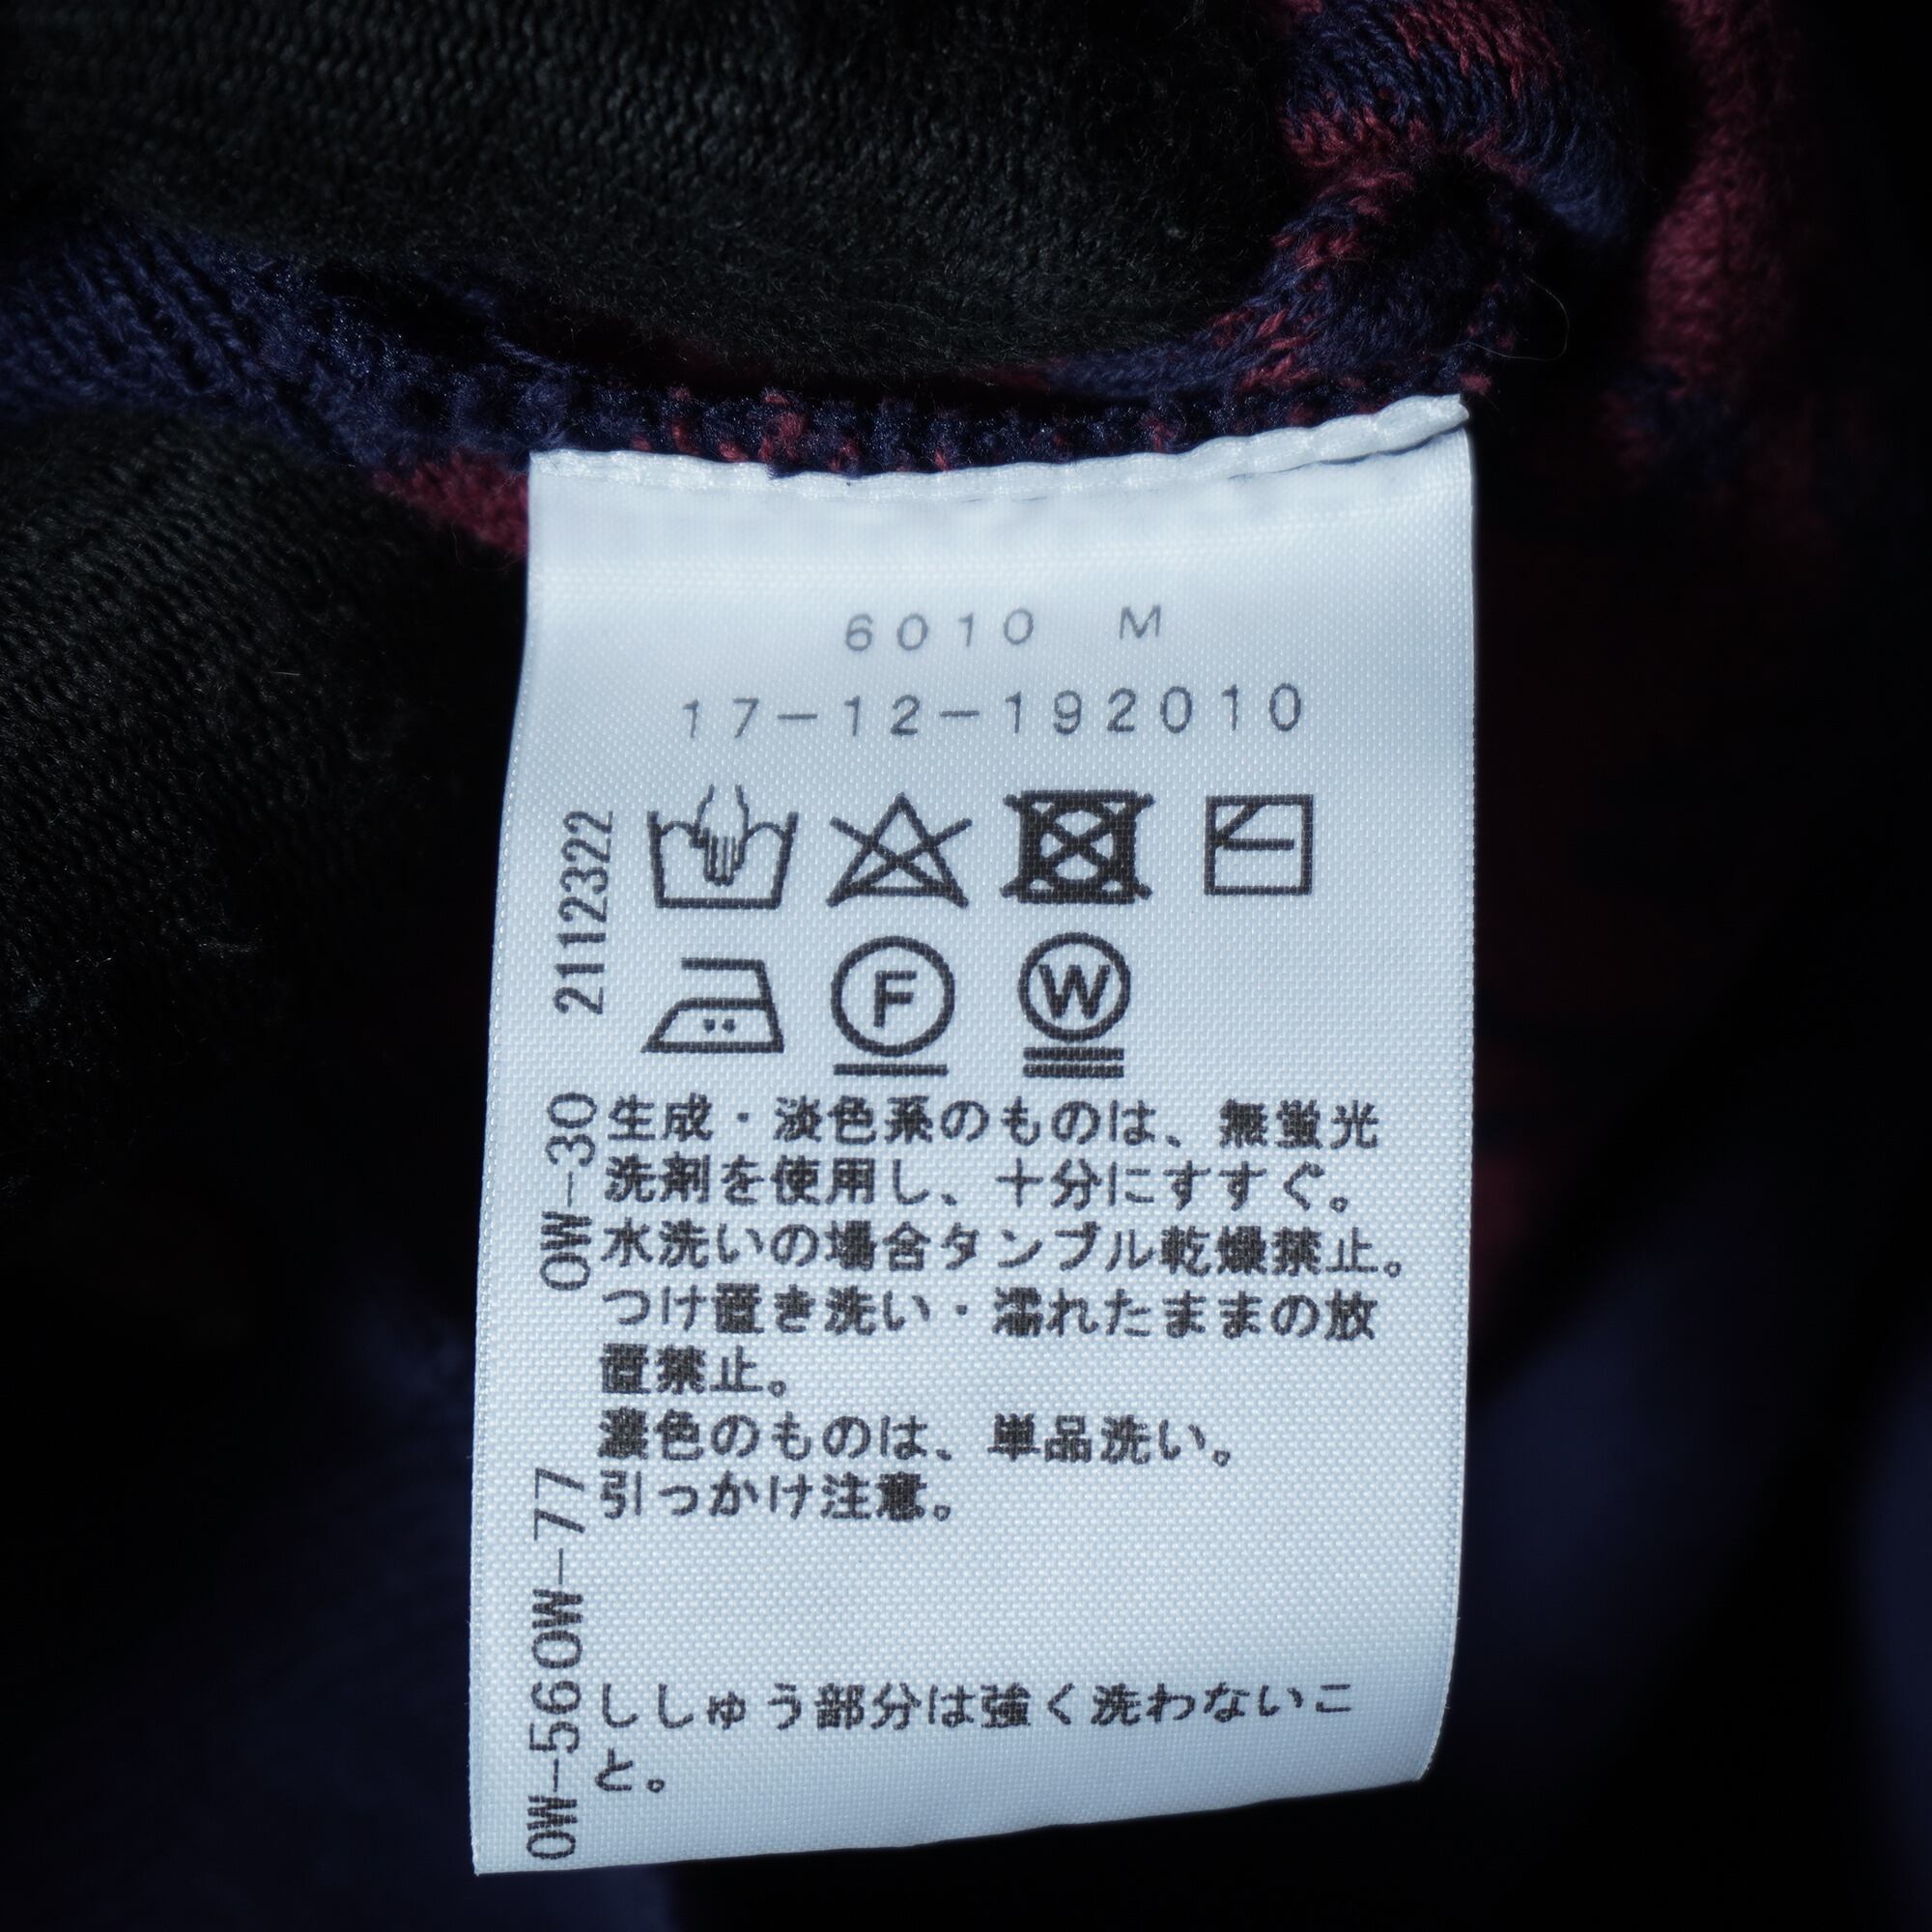 6010 M
17-12-192010
F W
生成・淡色系のものは、無蛍光
洗剤を使用し、十分にすすぐ。
水洗いの場合タンブル乾燥禁止。
つけ置き洗い・濡れたままの放
置禁止。
濃色のものは、単品洗い。
引っかけ注意。
ししゅう部分は強く洗わないこ
と。
OW-56OW-77 OW-30 2112322